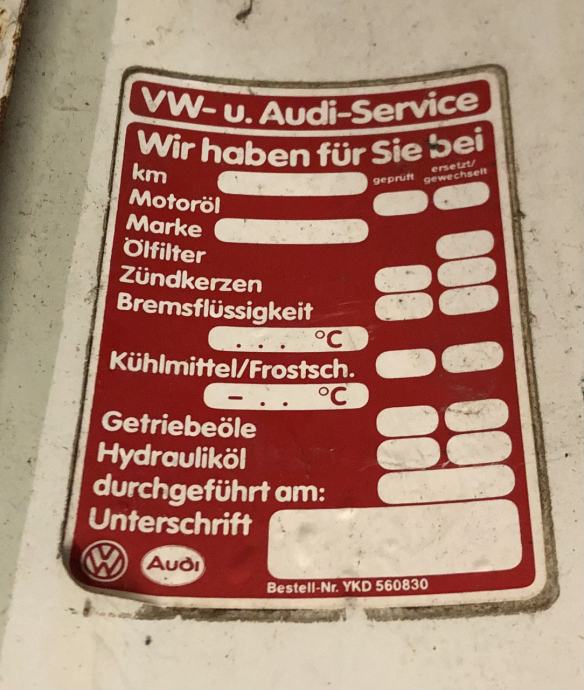 VW- u. Audi-Service
Wir haben für Sie bei
km
geprüft
ersetzt/
gewechselt
Motoröl
Marke
Ölfilter
Zündkerzen
Bremsflüssigkeit
. . . °C
Kühlmittel/Frostsch.
– . . °C
Getriebeöle
Hydrauliköl
durchgeführt am:
Unterschrift
VW Audi
Bestell-Nr. YKD 560830